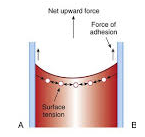 Net upward force
Force of
adhesion
Surface
tension
A
B